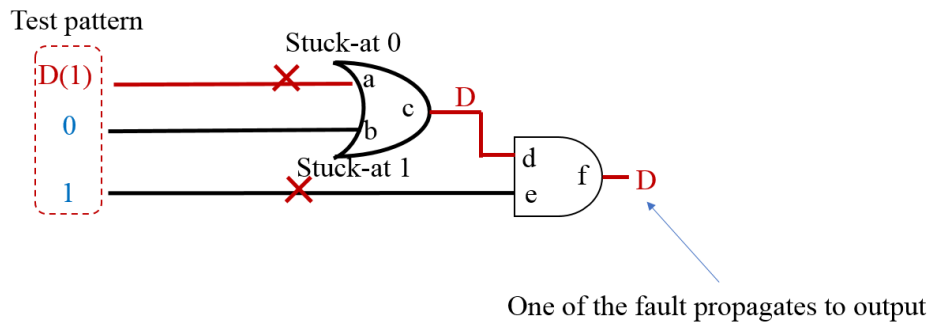 Test pattern
Stuck-at 0
D(1)
a
D
c
0
b
Stuck-at 1
d
f
D
1
e
One of the fault propagates to output